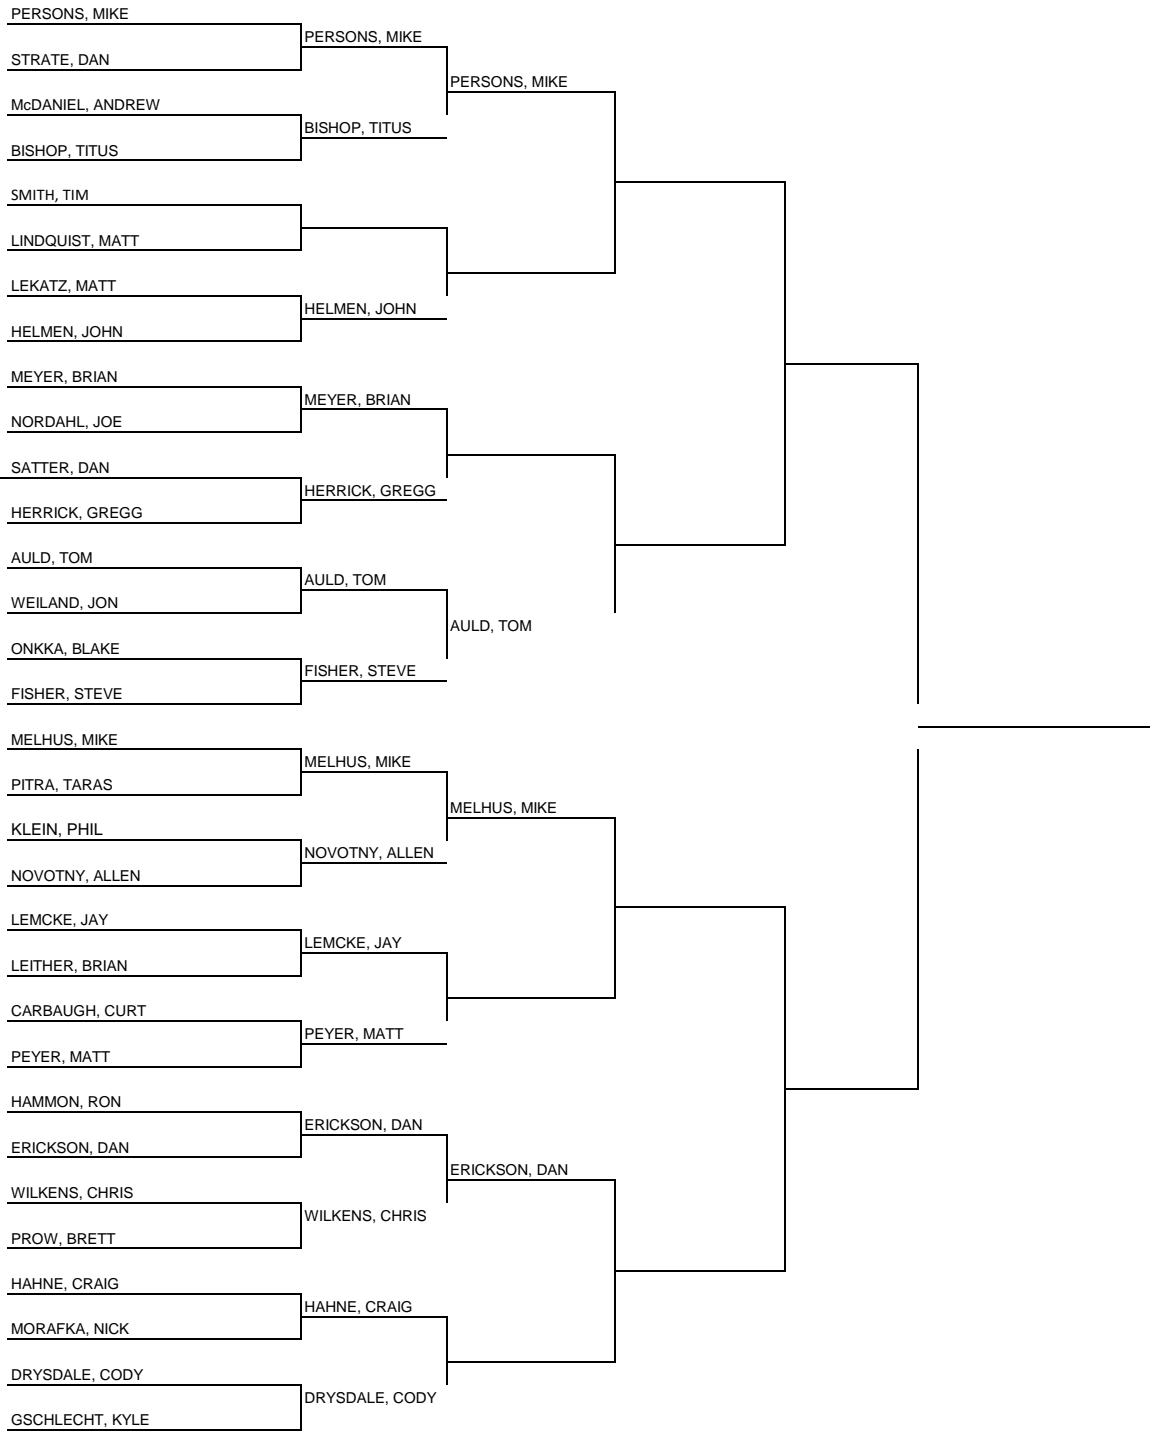 PERSONS, MIKE
STRATE, DAN
McDANIEL, ANDREW
BISHOP, TITUS
SMITH, TIM
LINDQUIST, MATT
LEKATZ, MATT
HELMEN, JOHN
MEYER, BRIAN
NORDAHL, JOE
SATTER, DAN
HERRICK, GREGG
AULD, TOM
WEILAND, JON
ONKKA, BLAKE
FISHER, STEVE
MELHUS, MIKE
PITRA, TARAS
KLEIN, PHIL
NOVOTNY, ALLEN
LEMCKE, JAY
LEITHER, BRIAN
CARBAUGH, CURT
PEYER, MATT
HAMMON, RON
ERICKSON, DAN
WILKENS, CHRIS
PROW, BRETT
HAHNE, CRAIG
MORAFKA, NICK
DRYSDALE, CODY
GSCHLECHT, KYLE
PERSONS, MIKE
BISHOP, TITUS
HELMEN, JOHN
MEYER, BRIAN
HERRICK, GREGG
AULD, TOM
FISHER, STEVE
MELHUS, MIKE
NOVOTNY, ALLEN
LEMCKE, JAY
PEYER, MATT
ERICKSON, DAN
WILKENS, CHRIS
HAHNE, CRAIG
DRYSDALE, CODY
PERSONS, MIKE
AULD, TOM
MELHUS, MIKE
ERICKSON, DAN